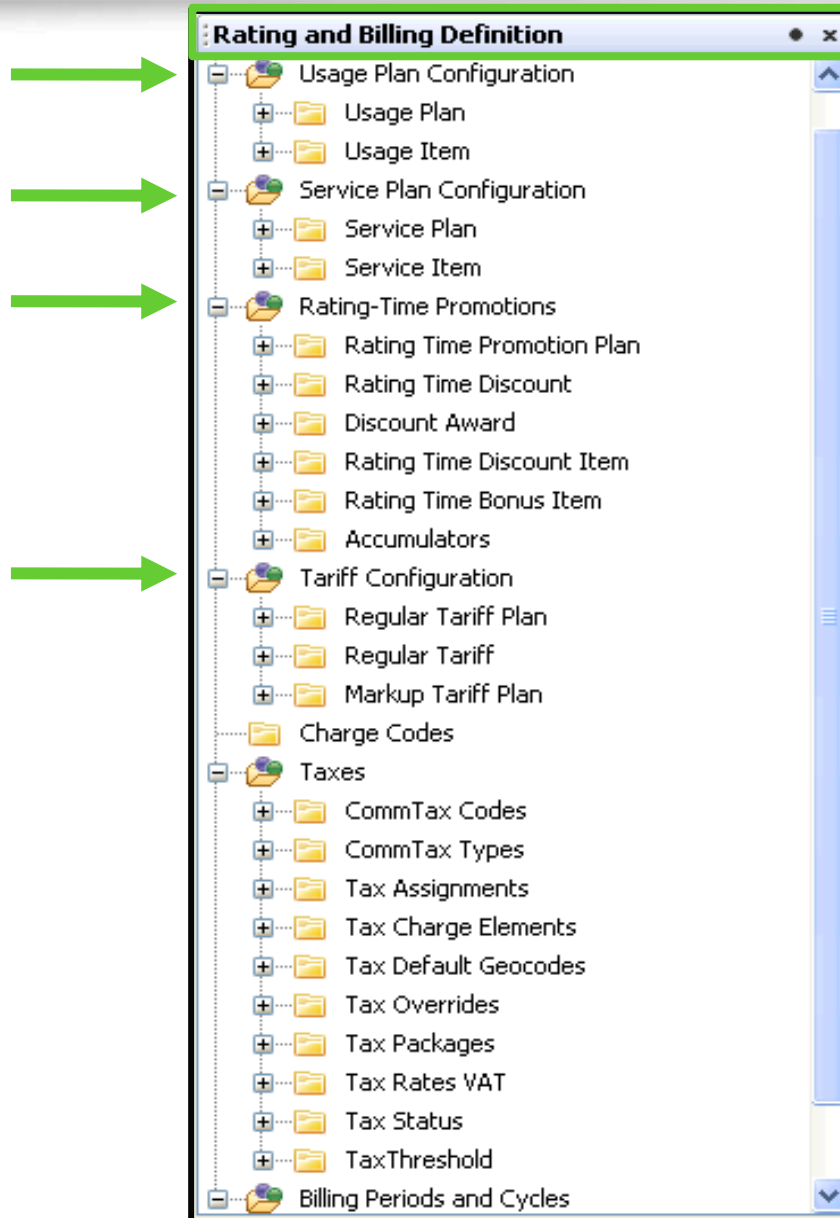 Rating and Billing Definition
Usage Plan Configuration
Usage Plan
Usage Item
Service Plan Configuration
Service Plan
Service Item
Rating-Time Promotions
Rating Time Promotion Plan
Rating Time Discount
Discount Award
Rating Time Discount Item
Rating Time Bonus Item
Accumulators
Tariff Configuration
Regular Tariff Plan
Regular Tariff
Markup Tariff Plan
Charge Codes
Taxes
CommTax Codes
CommTax Types
Tax Assignments
Tax Charge Elements
Tax Default Geocodes
Tax Overrides
Tax Packages
Tax Rates VAT
Tax Status
TaxThreshold
Billing Periods and Cycles